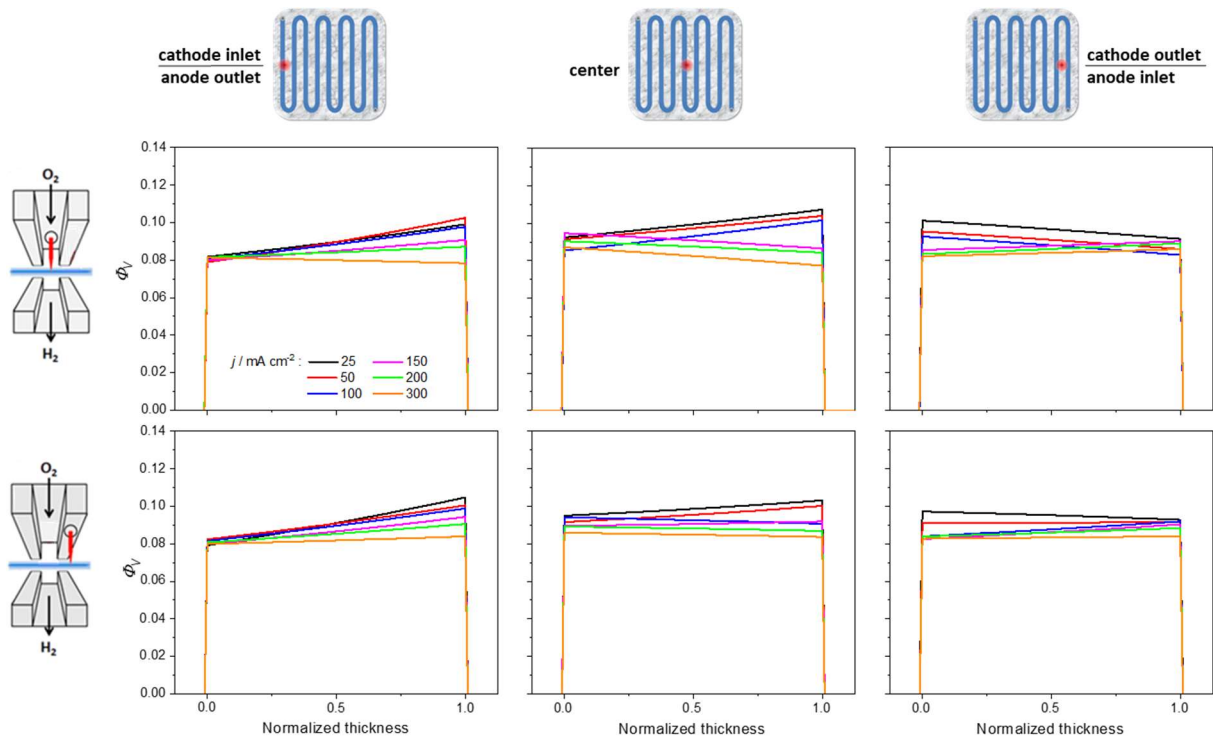 cathode inlet
anode outlet
center
cathode outlet
anode inlet
O2
H2
ΦV
0.14
0.12
0.10
0.08
0.06
0.04
0.02
0.00
j / mA cm-2 :
25
50
100
150
200
300
O2
H2
ΦV
0.14
0.12
0.10
0.08
0.06
0.04
0.02
0.00
0.0 0.5 1.0
Normalized thickness
0.0 0.5 1.0
Normalized thickness
0.0 0.5 1.0
Normalized thickness